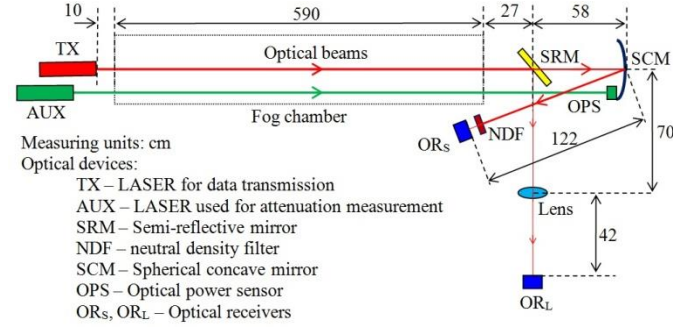 10 590 27 58
TX Optical beams SRM SCM
AUX Fog chamber OPS
ORS NDF 122 70
Measuring units: cm
Optical devices:
TX – LASER for data transmission
AUX – LASER used for attenuation measurement
SRM – Semi-reflective mirror
NDF – neutral density filter
SCM – Spherical concave mirror
OPS – Optical power sensor
ORS, ORL – Optical receivers
Lens
42
ORL